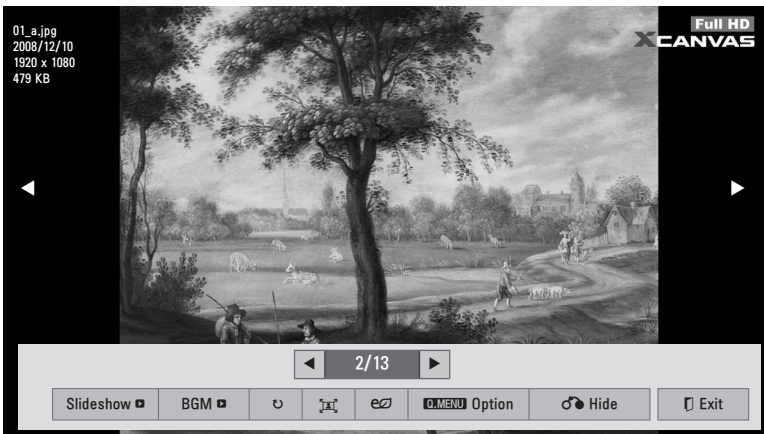 01_a.jpg
2008/12/10
1920 x 1080
479 KB
Full HD
XCANVAS
2/13
Slideshow
BGM
Q.MENU Option
Hide
Exit